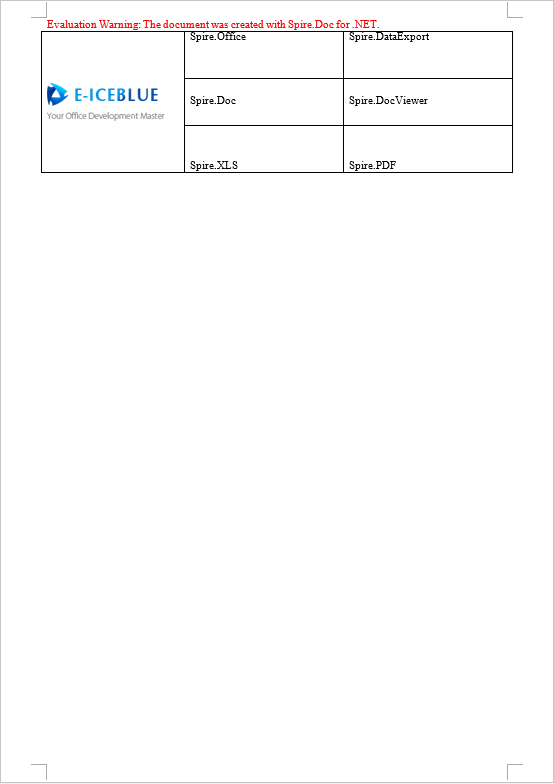 Evaluation Warning: The document was created with Spire.Doc for .NET.
Spire.Office
Spire.DataExport
E-ICEBLUE
Your Office Development Master
Spire.Doc
Spire.DocViewer
Spire.XLS
Spire.PDF